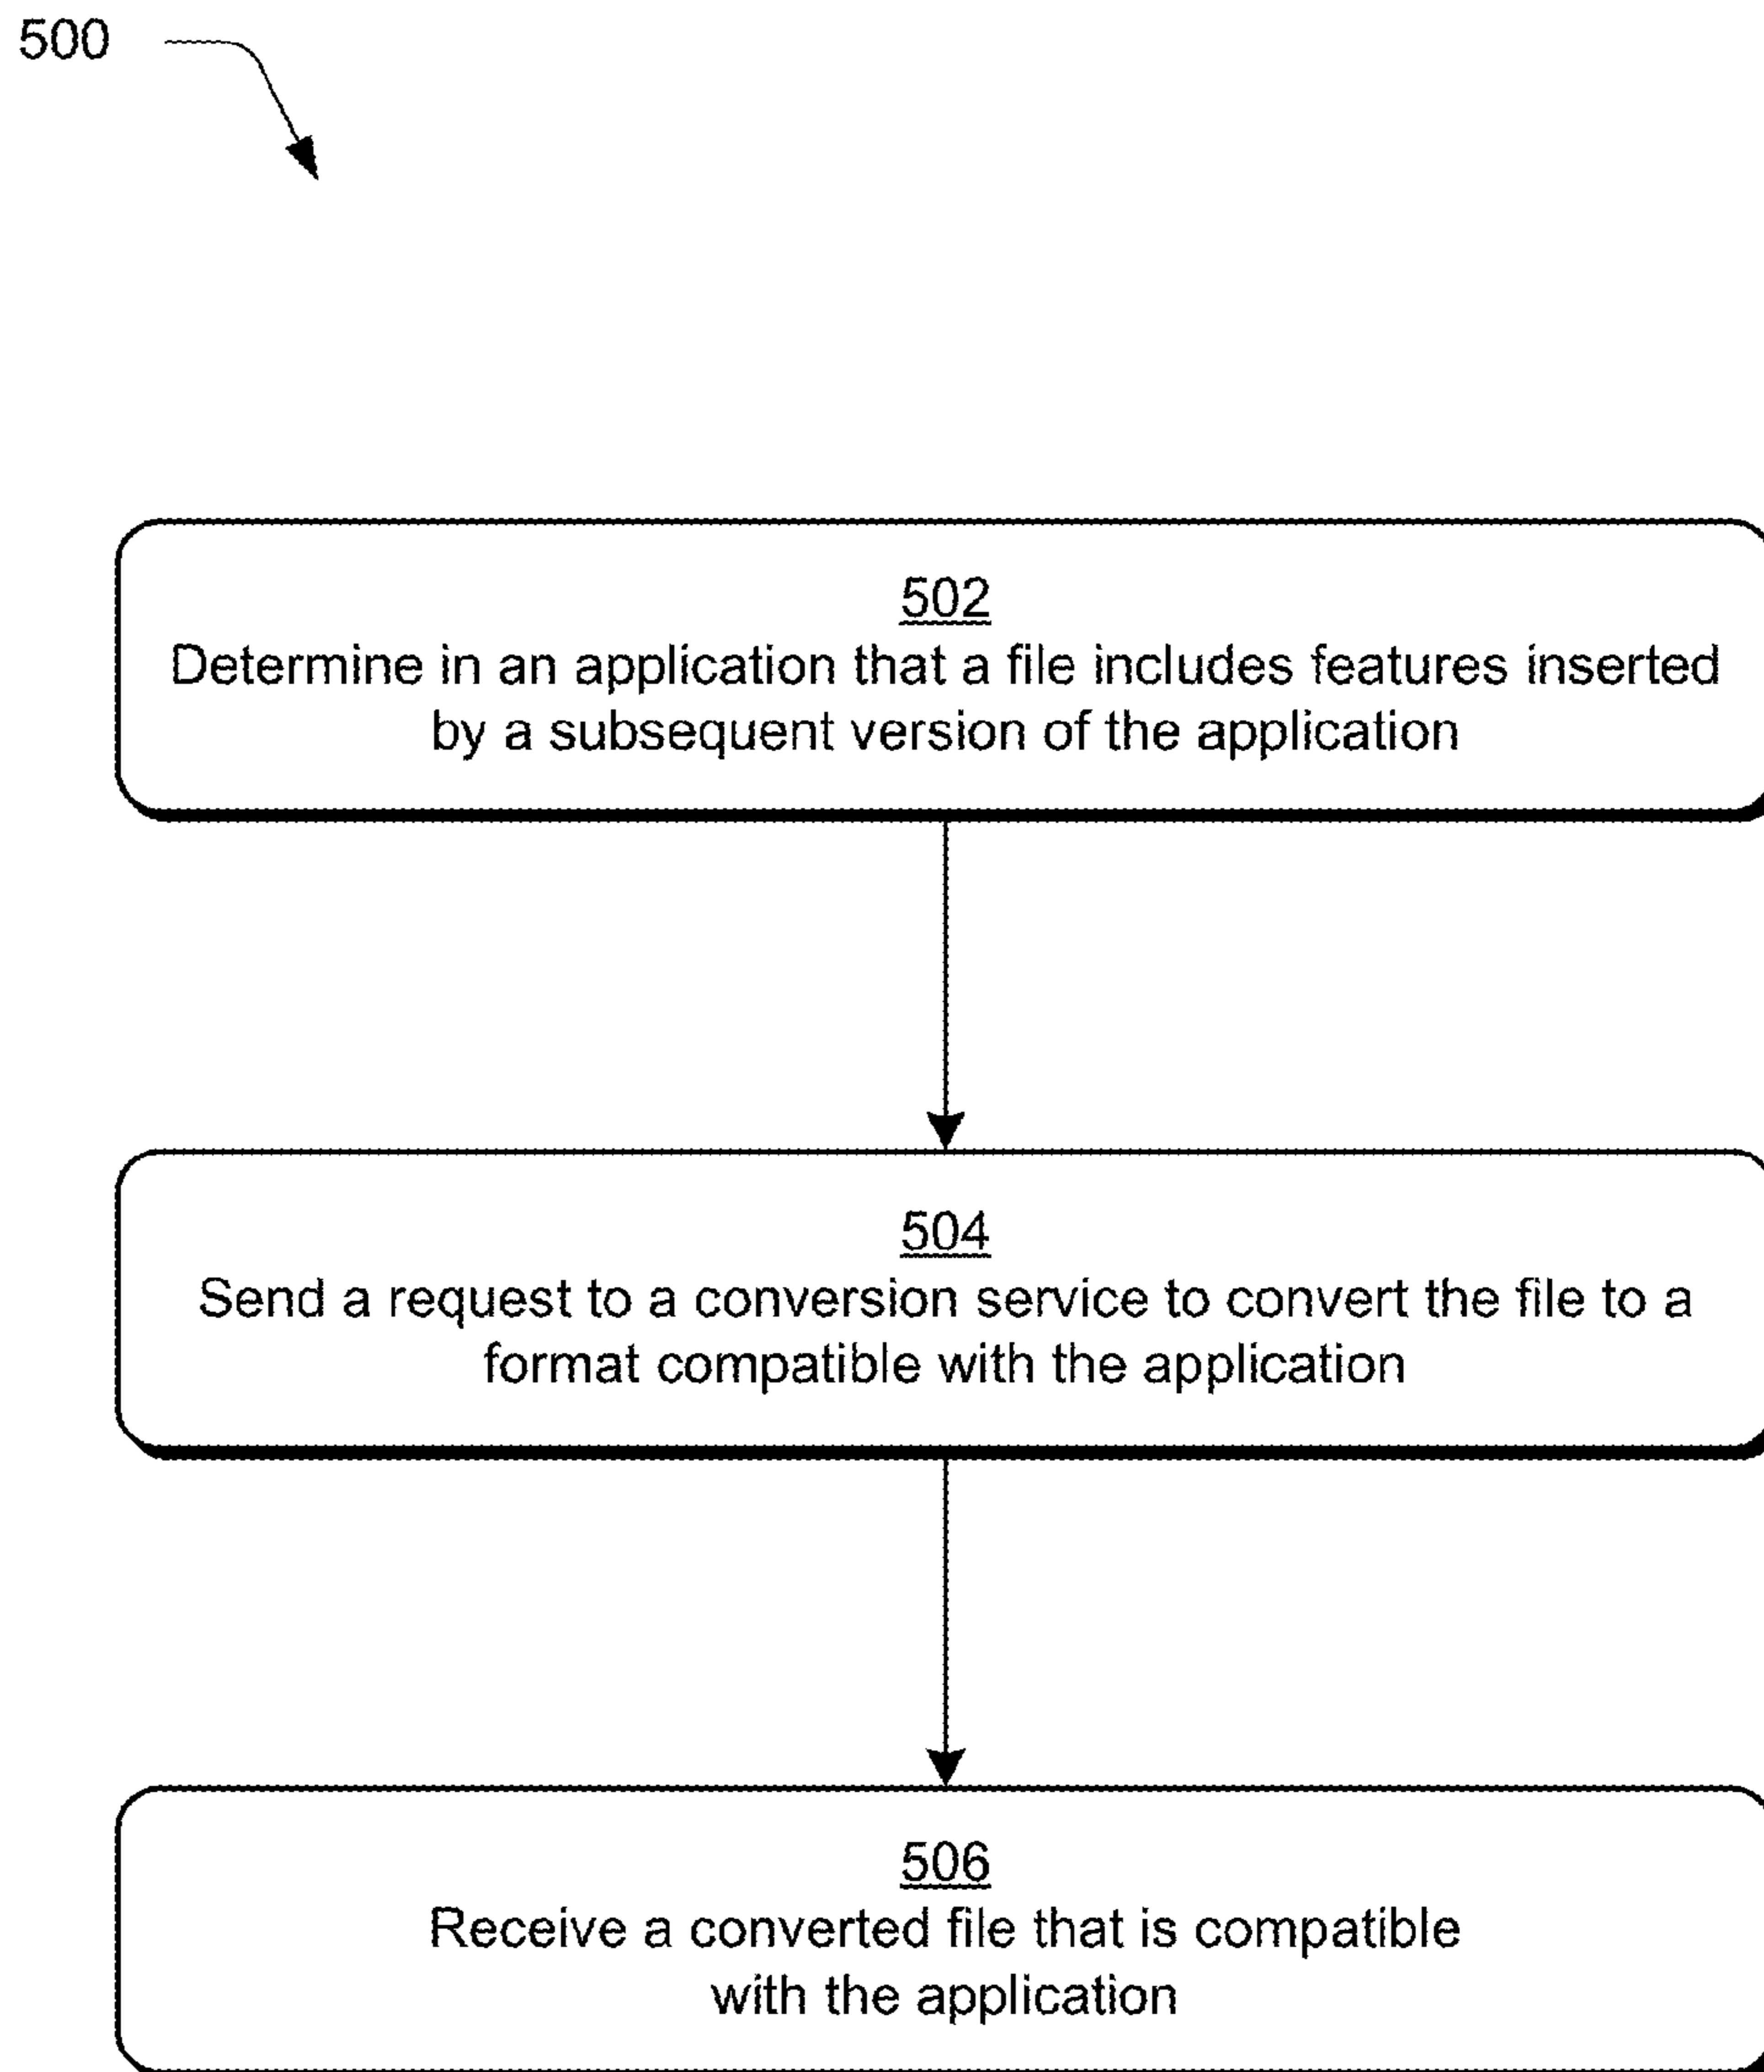 500
502
Determine in an application that a file includes features inserted
by a subsequent version of the application
504
Send a request to a conversion service to convert the file to a
format compatible with the application
506
Receive a converted file that is compatible
with the application